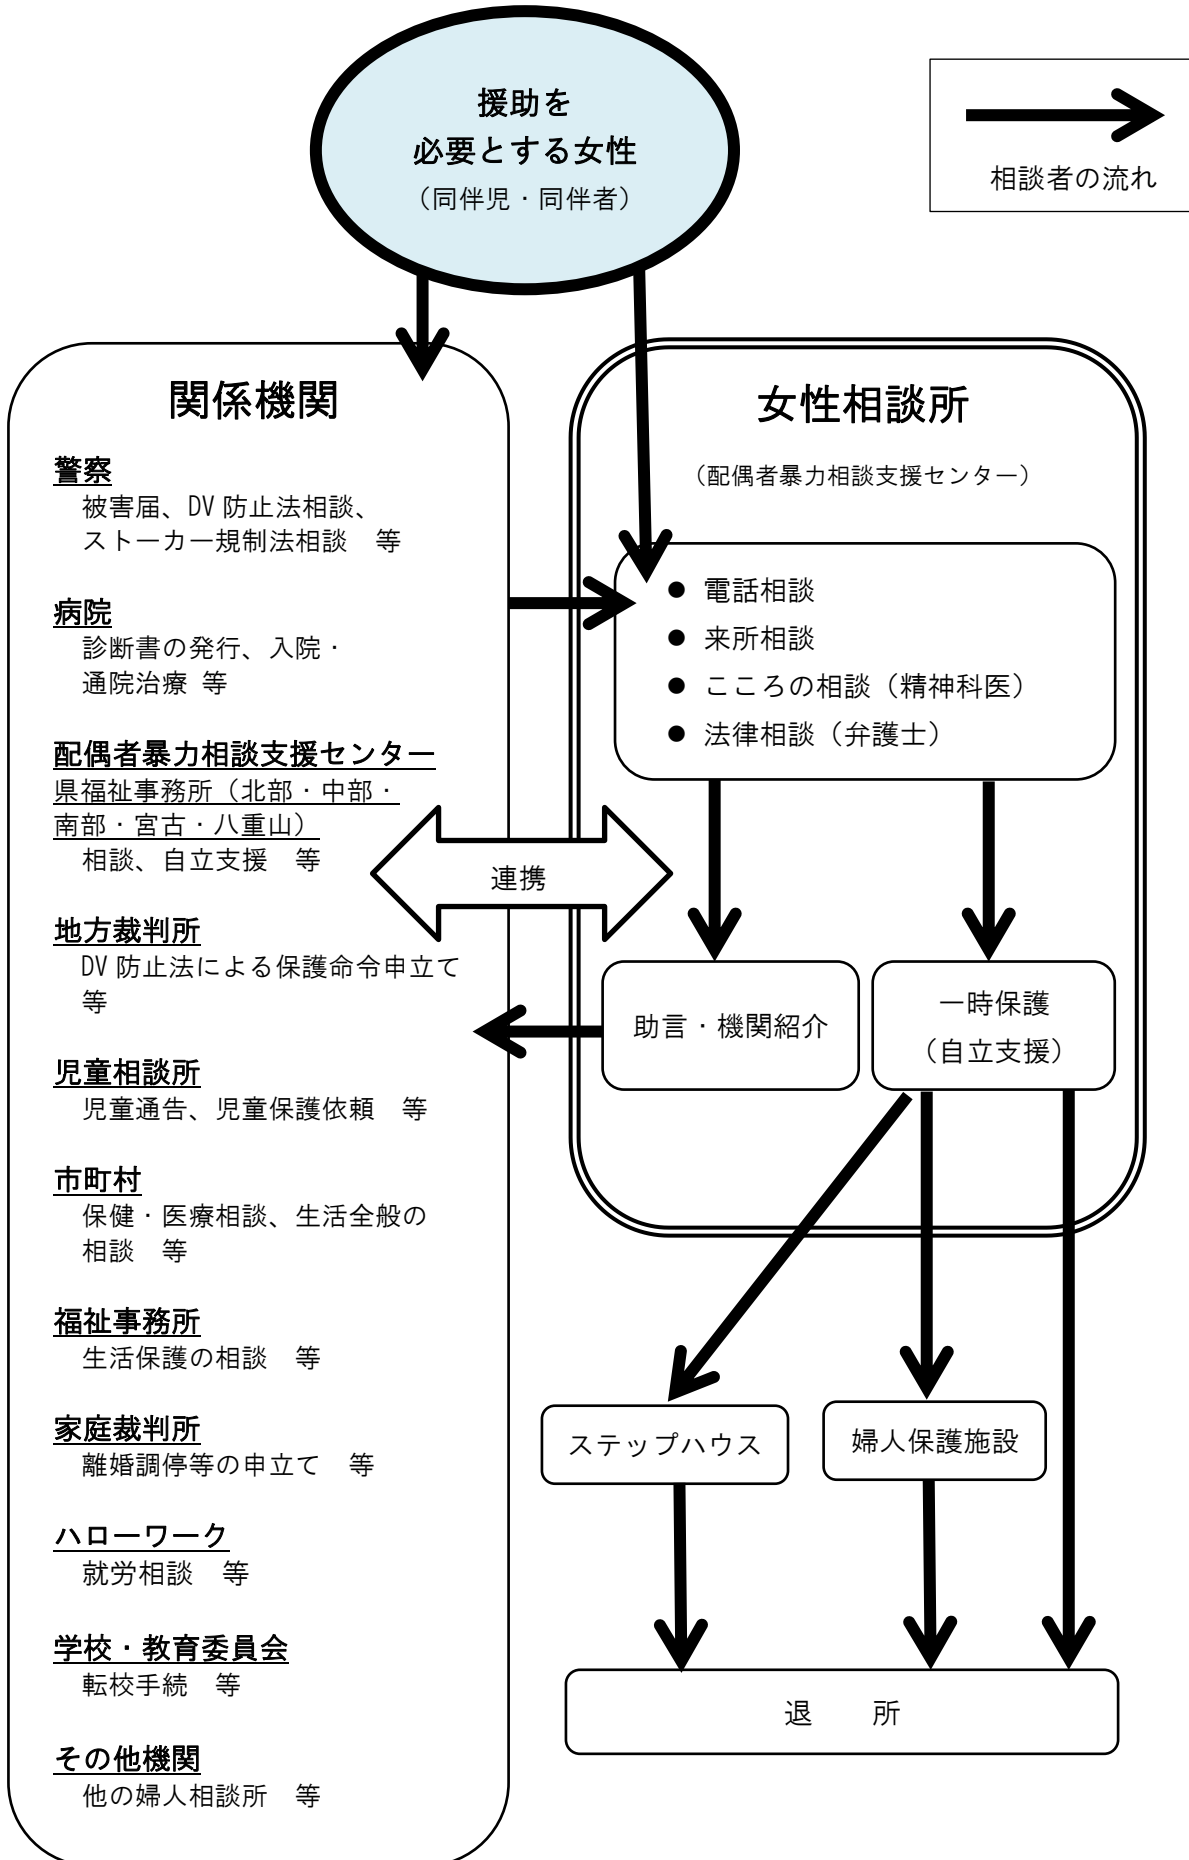 援助を
必要とする女性
（同伴児・同伴者）
相談者の流れ
関係機関
警察
被害届、DV防止法相談、
ストーカー規制法相談　等
病院
診断書の発行、入院・
通院治療 等
配偶者暴力相談支援センター
県福祉事務所（北部・中部・
南部・宮古・八重山）
相談、自立支援　等
地方裁判所
DV防止法による保護命令申立て
等
児童相談所
児童通告、児童保護依頼　等
市町村
保健・医療相談、生活全般の
相談　等
福祉事務所
生活保護の相談　等
家庭裁判所
離婚調停等の申立て　等
ハローワーク
就労相談　等
学校・教育委員会
転校手続　等
その他機関
他の婦人相談所　等
連携
女性相談所
（配偶者暴力相談支援センター）
● 電話相談
● 来所相談
● こころの相談（精神科医）
● 法律相談（弁護士）
助言・機関紹介
一時保護
（自立支援）
ステップハウス
婦人保護施設
退　　所